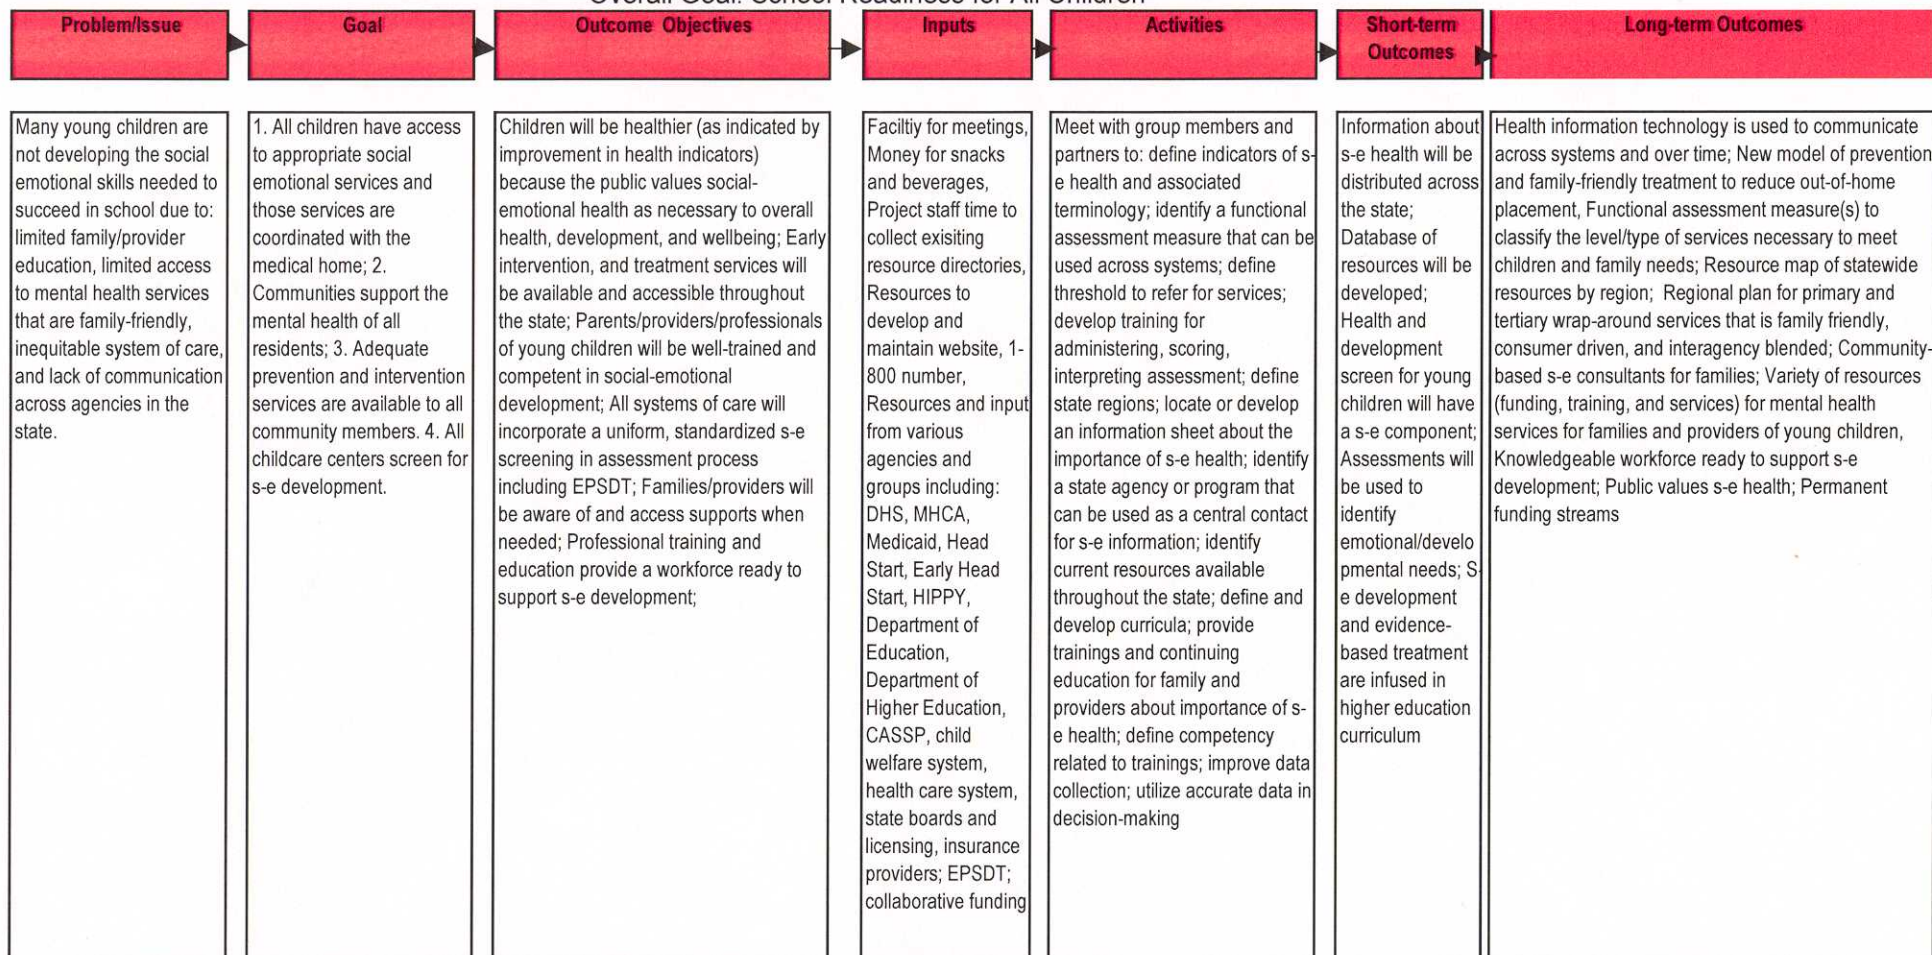 Overall Goal: School Readiness for All Children
Problem/Issue
Goal
Outcome Objectives
Inputs
Activities
Short-term
Outcomes
Long-term Outcomes
Many young children are
not developing the social
emotional skills needed to
succeed in school due to:
limited family/provider
education, limited access
to mental health services
that are family-friendly,
inequitable system of care,
and lack of communication
across agencies in the
state.
1. All children have access
to appropriate social
emotional services and
those services are
coordinated with the
medical home; 2.
Communities support the
mental health of all
residents; 3. Adequate
prevention and intervention
services are available to all
community members. 4. All
childcare centers screen for
s-e development.
Children will be healthier (as indicated by
improvement in health indicators)
because the public values social-
emotional health as necessary to overall
health, development, and wellbeing; Early
intervention, and treatment services will
be available and accessible throughout
the state; Parents/providers/professionals
of young children will be well-trained and
competent in social-emotional
development; All systems of care will
incorporate a uniform, standardized s-e
screening in assessment process
including EPSDT; Families/providers will
be aware of and access supports when
needed; Professional training and
education provide a workforce ready to
support s-e development;
Faciltiy for meetings,
Money for snacks
and beverages,
Project staff time to
collect exisiting
resource directories,
Resources to
develop and
maintain website, 1-
800 number,
Resources and input
from various
agencies and
groups including:
DHS, MHCA,
Medicaid, Head
Start, Early Head
Start, HIPPY,
Department of
Education,
Department of
Higher Education,
CASSP, child
welfare system,
health care system,
state boards and
licensing, insurance
providers; EPSDT;
collaborative funding
Meet with group members and
partners to: define indicators of s-
e health and associated
terminology; identify a functional
assessment measure that can be
used across systems; define
threshold to refer for services;
develop training for
administering, scoring,
interpreting assessment; define
state regions; locate or develop
an information sheet about the
importance of s-e health; identify
a state agency or program that
can be used as a central contact
for s-e information; identify
current resources available
throughout the state; define and
develop curricula; provide
trainings and continuing
education for family and
providers about importance of s-
e health; define competency
related to trainings; improve data
collection; utilize accurate data in
decision-making
Information about
s-e health will be
distributed across
the state;
Database of
resources will be
developed;
Health and
development
screen for young
children will have
a s-e component;
Assessments will
be used to
identify
emotional/develo
pmental needs; S-
e development
and evidence-
based treatment
are infused in
higher education
curriculum
Health information technology is used to communicate
across systems and over time; New model of prevention
and family-friendly treatment to reduce out-of-home
placement, Functional assessment measure(s) to
classify the level/type of services necessary to meet
children and family needs; Resource map of statewide
resources by region; Regional plan for primary and
tertiary wrap-around services that is family friendly,
consumer driven, and interagency blended; Community-
based s-e consultants for families; Variety of resources
(funding, training, and services) for mental health
services for families and providers of young children,
Knowledgeable workforce ready to support s-e
development; Public values s-e health; Permanent
funding streams